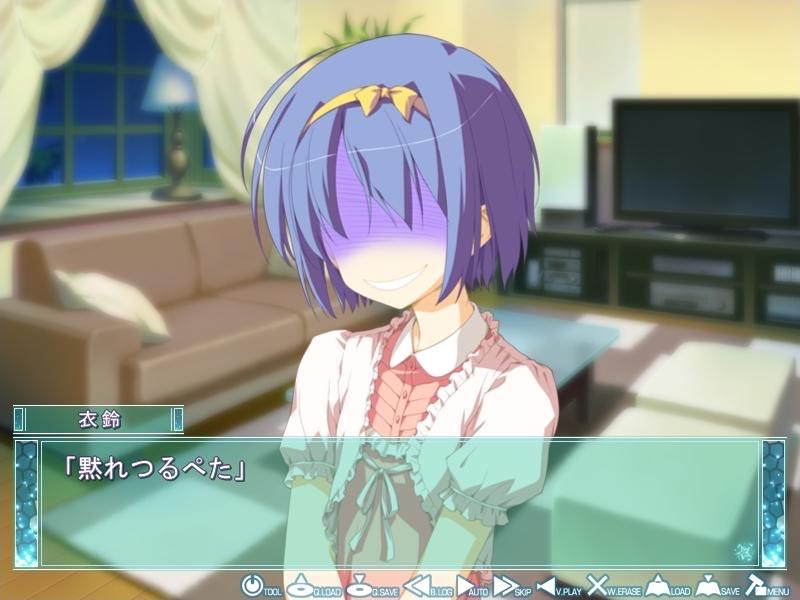 衣鈴
「黙れつるぺた」
TOOL Q.LOAD Q.SAVE B.LOG AUTO SKIP V.PLAY W.ERASE LOAD SAVE MENU